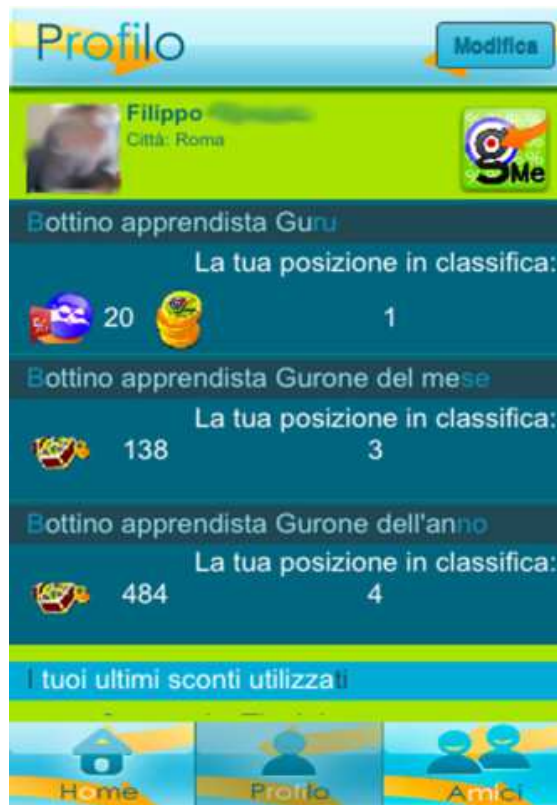 Profilo
Modifica
Filippo
Città: Roma
gMe
Bottino apprendista Guru
La tua posizione in classifica:
20 1
Bottino apprendista Gurone del mese
La tua posizione in classifica:
138 3
Bottino apprendista Gurone dell'anno
La tua posizione in classifica:
484 4
I tuoi ultimi sconti utilizzati
Home Profilo Amici